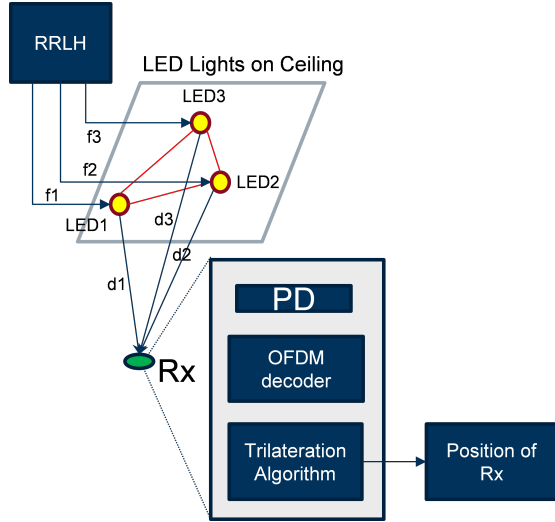 RRLH
LED Lights on Ceiling
LED3
f3
f2
f1
LED2
LED1
d3
d2
d1
Rx
PD
OFDM
decoder
Trilateration
Algorithm
Position of
Rx